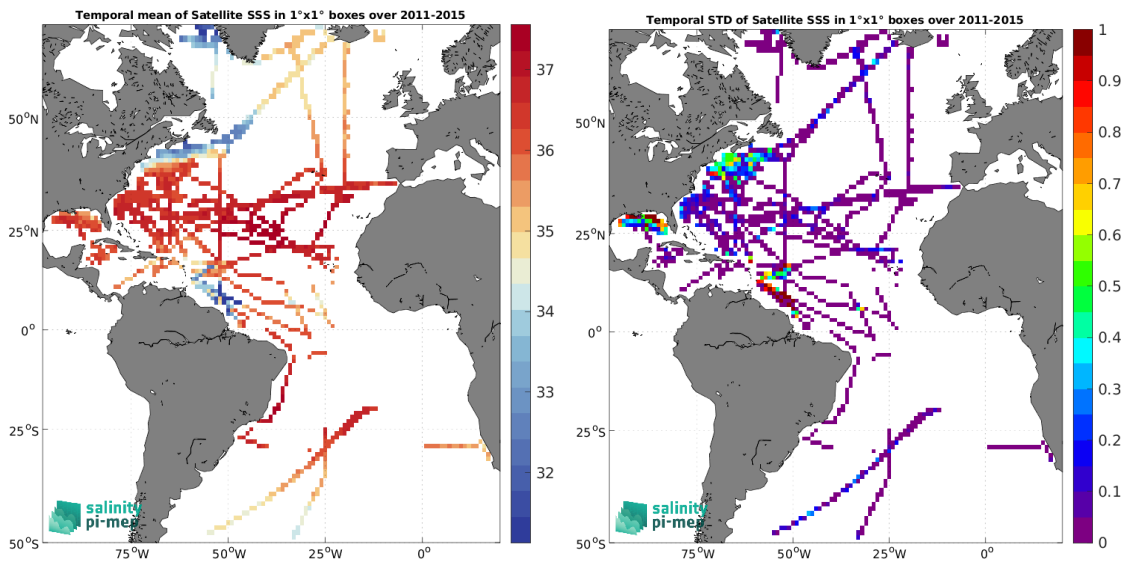 Temporal mean of Satellite SSS in 1°x1° boxes over 2011-2015
37
36
35
34
33
32
50°N
25°N
0°
25°S
50°S
75°W
50°W
25°W
0°
salinity
pi-mep
Temporal STD of Satellite SSS in 1°x1° boxes over 2011-2015
1
0.9
0.8
0.7
0.6
0.5
0.4
0.3
0.2
0.1
0
50°N
25°N
0°
25°S
50°S
75°W
50°W
25°W
0°
salinity
pi-mep